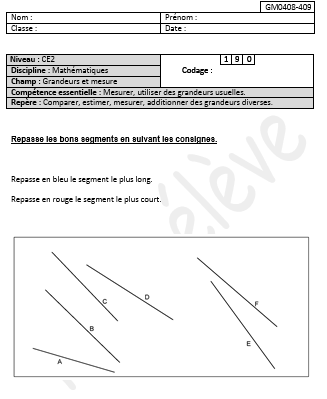 GM0408-409
Nom : Prénom :
Classe : Date :
Niveau : CE2 1 9 0
Discipline : Mathématiques Codage :
Champ : Grandeurs et mesure
Compétence essentielle : Mesurer, utiliser des grandeurs usuelles.
Repère : Comparer, estimer, mesurer, additionner des grandeurs diverses.
Repasse les bons segments en suivant les consignes.
Repasse en bleu le segment le plus long.
Repasse en rouge le segment le plus court.
élève
C D F
B E
A